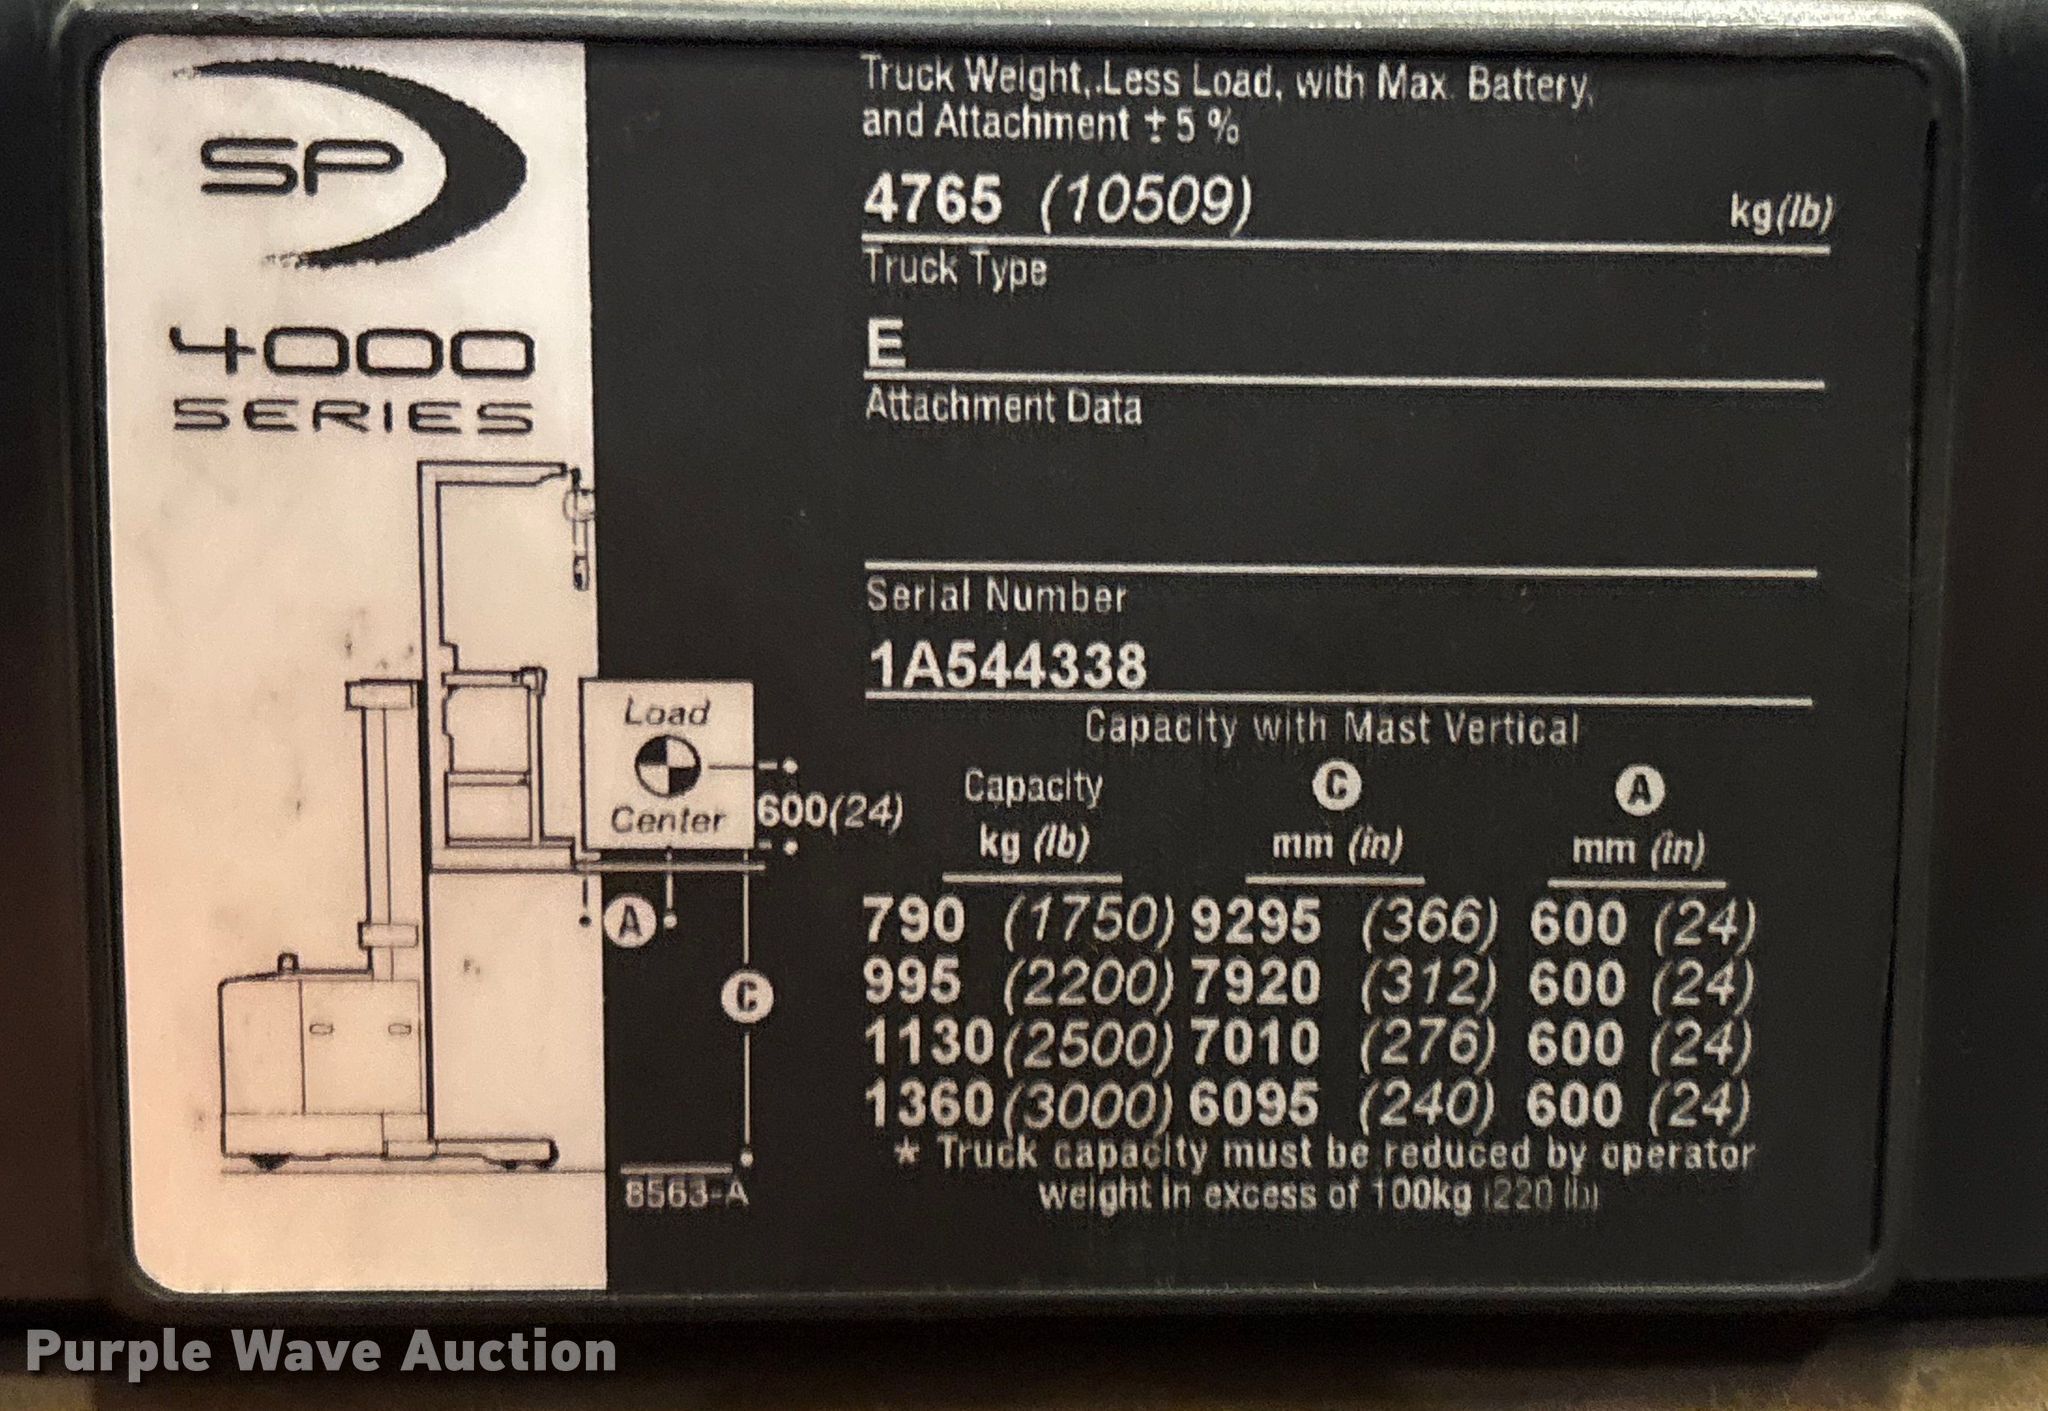 SP
4000
SERIES
Load
Center
600(24)
A
C
8563-A
Truck Weight, Less Load, with Max. Battery,
and Attachment ± 5 %
4765 (10509) kg(lb)
Truck Type
E
Attachment Data
Serial Number
1A544338
Capacity with Mast Vertical
Capacity C A
kg (lb) mm (in) mm (in)
790 (1750) 9295 (366) 600 (24)
995 (2200) 7920 (312) 600 (24)
1130 (2500) 7010 (276) 600 (24)
1360 (3000) 6095 (240) 600 (24)
* Truck capacity must be reduced by operator
weight in excess of 100kg (220 lb)
Purple Wave Auction